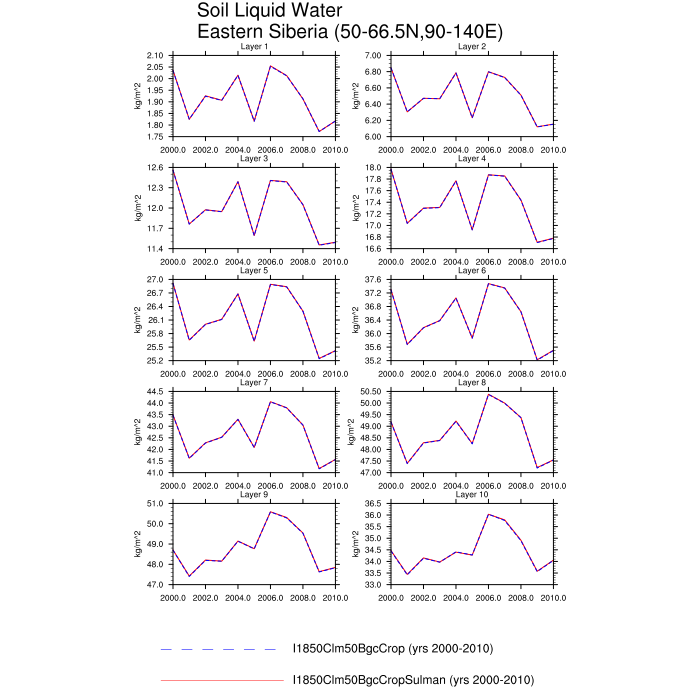 Soil Liquid Water
Eastern Siberia (50-66.5N,90-140E)
Layer 1
2.10
2.05
2.00
1.95
1.90
1.85
1.80
1.75
kg/m^2
2000.0 2002.0 2004.0 2006.0 2008.0 2010.0
Layer 2
7.00
6.80
6.60
6.40
6.20
6.00
kg/m^2
2000.0 2002.0 2004.0 2006.0 2008.0 2010.0
Layer 3
12.6
12.3
12.0
11.7
11.4
kg/m^2
2000.0 2002.0 2004.0 2006.0 2008.0 2010.0
Layer 4
18.0
17.8
17.6
17.4
17.2
17.0
16.8
16.6
kg/m^2
2000.0 2002.0 2004.0 2006.0 2008.0 2010.0
Layer 5
27.0
26.7
26.4
26.1
25.8
25.5
25.2
kg/m^2
2000.0 2002.0 2004.0 2006.0 2008.0 2010.0
Layer 6
37.6
37.2
36.8
36.4
36.0
35.6
35.2
kg/m^2
2000.0 2002.0 2004.0 2006.0 2008.0 2010.0
Layer 7
44.5
44.0
43.5
43.0
42.5
42.0
41.5
41.0
kg/m^2
2000.0 2002.0 2004.0 2006.0 2008.0 2010.0
Layer 8
50.50
50.00
49.50
49.00
48.50
48.00
47.50
47.00
kg/m^2
2000.0 2002.0 2004.0 2006.0 2008.0 2010.0
Layer 9
51.0
50.0
49.0
48.0
47.0
kg/m^2
2000.0 2002.0 2004.0 2006.0 2008.0 2010.0
Layer 10
36.5
36.0
35.5
35.0
34.5
34.0
33.5
33.0
kg/m^2
2000.0 2002.0 2004.0 2006.0 2008.0 2010.0
I1850Clm50BgcCrop (yrs 2000-2010)
I1850Clm50BgcCropSulman (yrs 2000-2010)